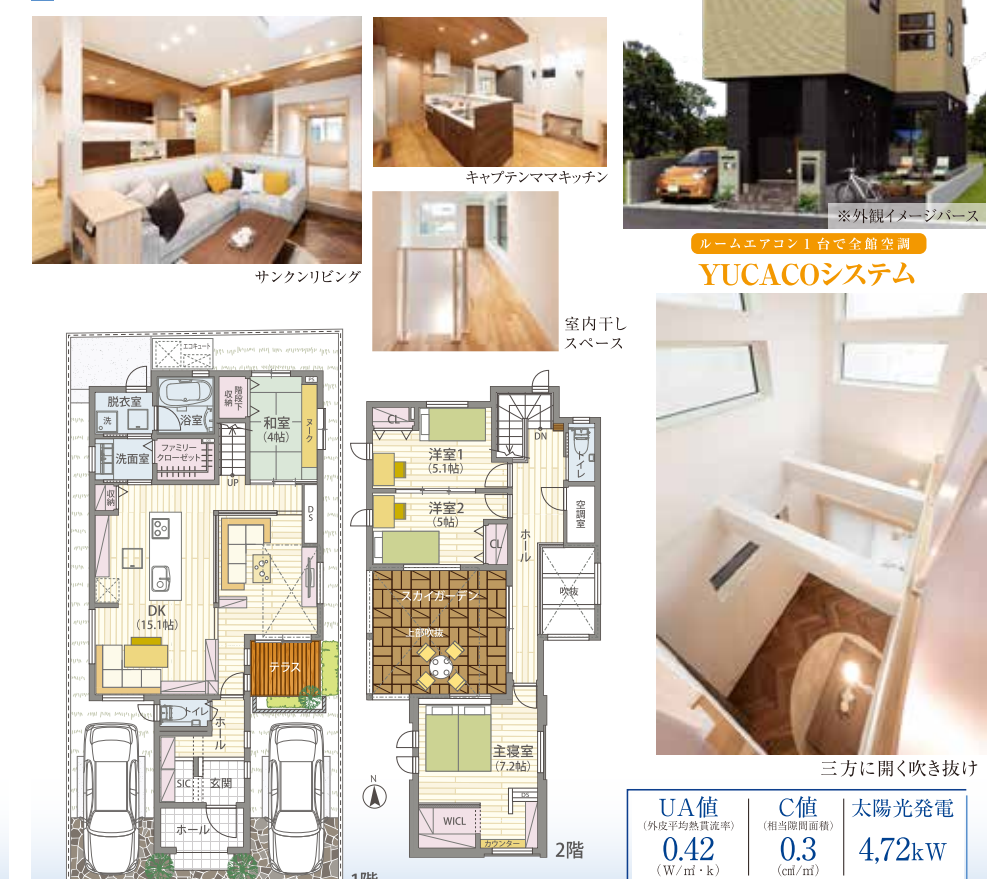 キャプテンママキッチン
※外観イメージパース
サンクンリビング
室内干し
スペース
ルームエアコン1台で全館空調
YUCACOシステム
エコキュート
脱衣室
洗
浴室
階段下
収納
和室
(4帖)
ヌーク
PS
洗面室
ファミリー
クローゼット
UP
収納
DS
DK
(15.1帖)
テラス
トイレ
ホール
SIC
玄関
ホール
1階
CL
洋室1
(5.1帖)
DN
トイレ
洋室2
(5帖)
CL
空調室
ホール
吹抜
スカイガーデン
上部吹抜
主寝室
(7.2帖)
DS
WICL
カウンター
2階
N
三方に開く吹き抜け
UA値
(外皮平均熱貫流率)
0.42
(W/㎡・k)
C値
(相当隙間面積)
0.3
(c㎡/㎡)
太陽光発電
4,72kW